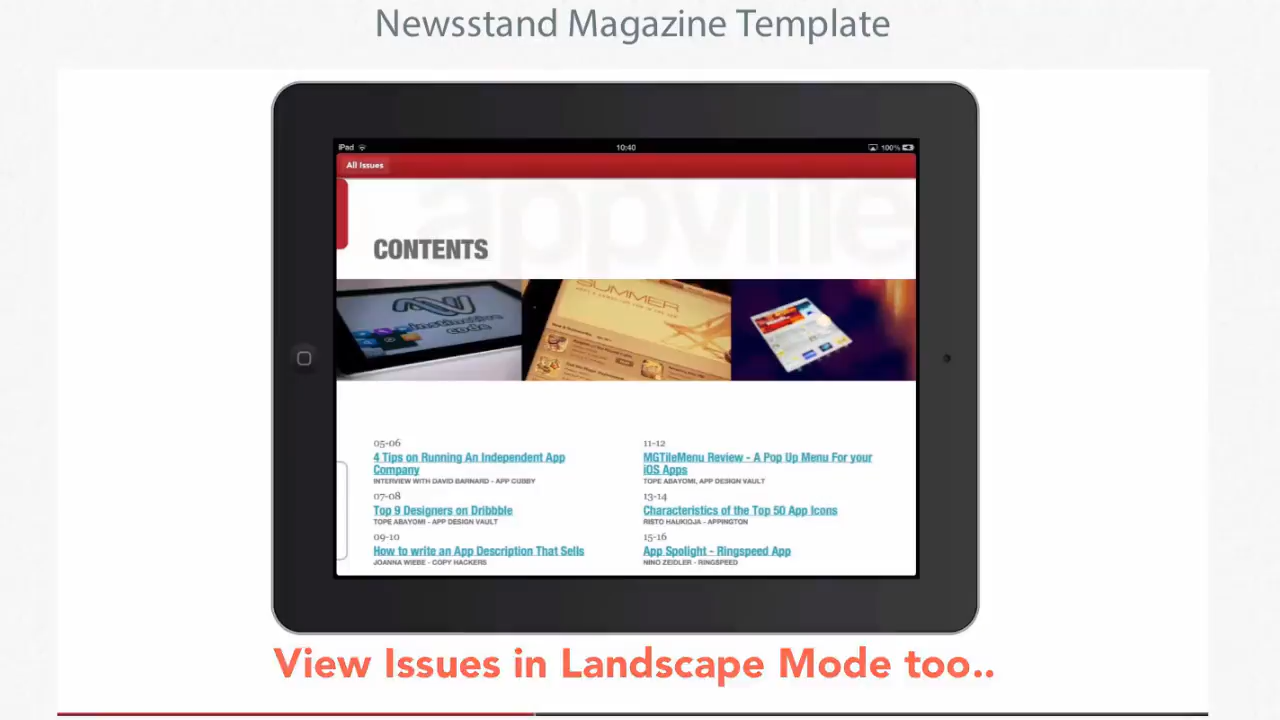 Newsstand Magazine Template
iPad
10:40
100%
All Issues
appville
CONTENTS
SUMMER
instinctive
code
05-06
4 Tips on Running An Independent App
Company
INTERVIEW WITH DAVID BARNARD - APP CUBBY
07-08
Top 9 Designers on Dribbble
TOPE ABAYOMI - APP DESIGN VAULT
09-10
How to write an App Description That Sells
JOANNA WIEBE - COPY HACKERS
11-12
MGTileMenu Review - A Pop Up Menu For your
iOS Apps
TOPE ABAYOMI, APP DESIGN VAULT
13-14
Characteristics of the Top 50 App Icons
RISTO HAUKIOJA - APPINGTON
15-16
App Spotlight - Ringspeed App
NINO ZEIDLER - RINGSPEED
View Issues in Landscape Mode too..